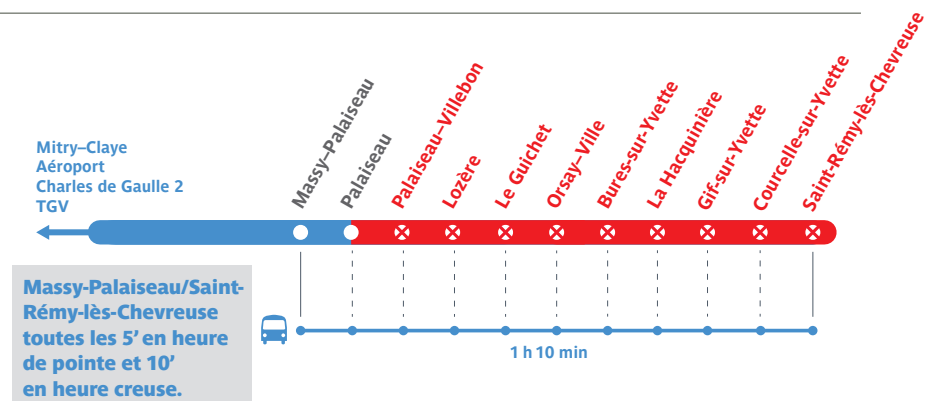 Mitry–Claye
Aéroport
Charles de Gaulle 2
TGV
Massy–Palaiseau
Palaiseau
Palaiseau–Villebon
Lozère
Le Guichet
Orsay–Ville
Bures-sur-Yvette
La Hacquinière
Gif-sur-Yvette
Courcelle-sur-Yvette
Saint-Rémy-lès-Chevreuse
Massy-Palaiseau/Saint-
Rémy-lès-Chevreuse
toutes les 5’ en heure
de pointe et 10’
en heure creuse.
1 h 10 min